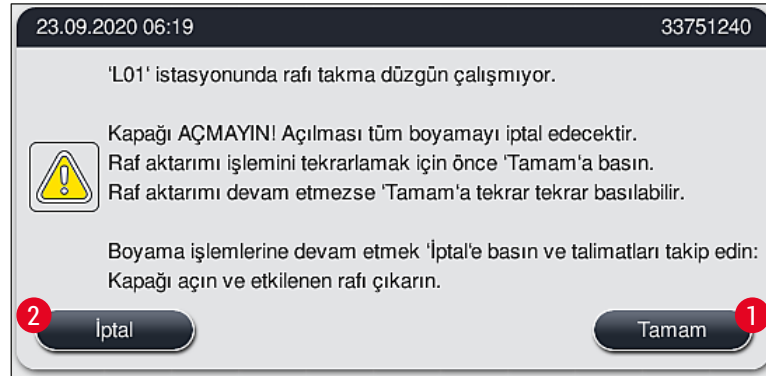 23.09.2020 06:19 33751240
'L01' istasyonunda rafı takma düzgün çalışmıyor.
Kapağı AÇMAYIN! Açılması tüm boyamayı iptal edecektir.
Raf aktarımı işlemini tekrarlamak için önce 'Tamam'a basın.
Raf aktarımı devam etmezse 'Tamam'a tekrar tekrar basılabilir.
Boyama işlemlerine devam etmek 'İptal'e basın ve talimatları takip edin:
Kapağı açın ve etkilenen rafı çıkarın.
2 İptal Tamam 1